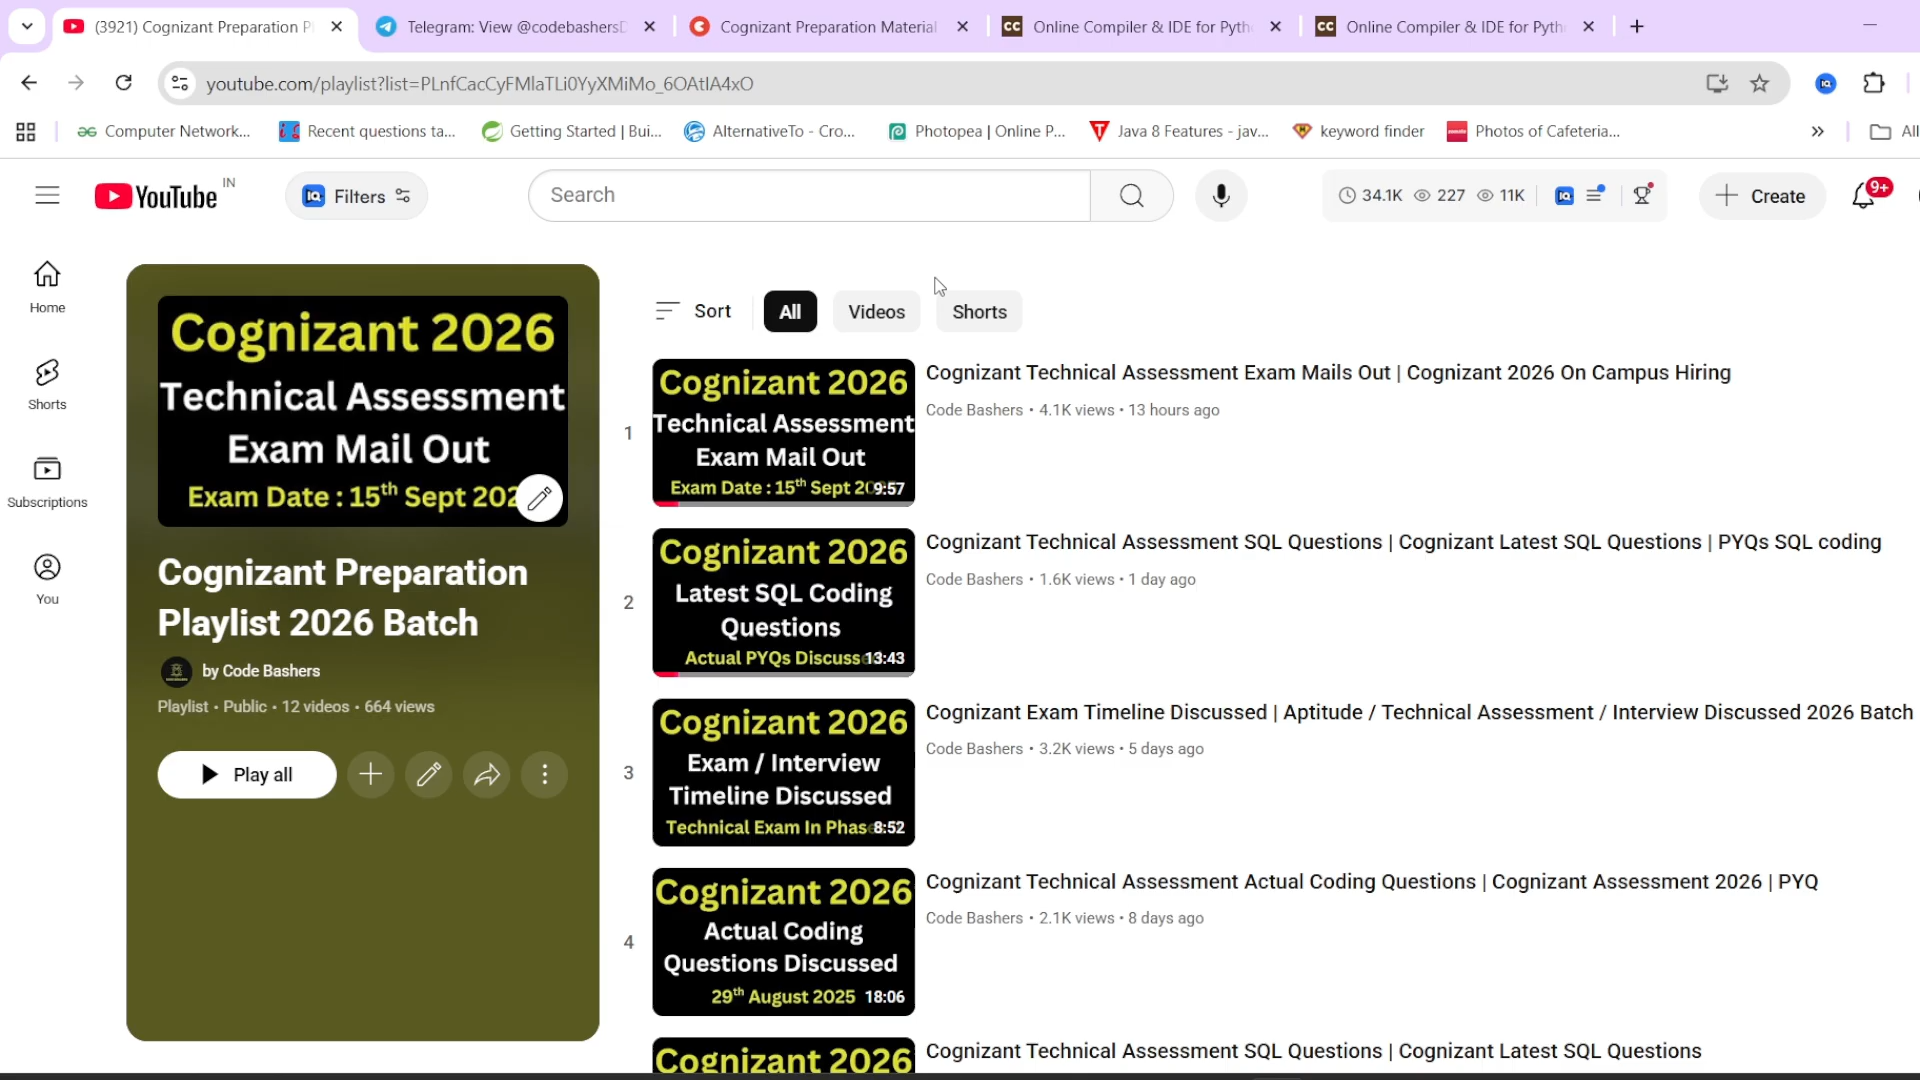 (3921) Cognizant Preparation P
Telegram: View @codebashers
Cognizant Preparation Material
Online Compiler & IDE for Pyth
Online Compiler & IDE for Pyth
youtube.com/playlist?list=PLnfCacCyFMlaTLi0YyXMiMo_6OAtIA4xO
Computer Network...
Recent questions ta...
Getting Started | Bui...
AlternativeTo - Cro...
Photopea | Online P...
Java 8 Features - jav...
keyword finder
Photos of Cafeteria...
All
YouTube IN
Filters
Search
34.1K 227 11K
Create
9+
Home
Shorts
Subscriptions
You
Cognizant 2026
Technical Assessment
Exam Mail Out
Exam Date : 15th Sept 202
Cognizant Preparation
Playlist 2026 Batch
by Code Bashers
Playlist • Public • 12 videos • 664 views
Play all
Sort
All
Videos
Shorts
1
Cognizant 2026
Technical Assessment
Exam Mail Out
Exam Date : 15th Sept 20
9:57
Cognizant Technical Assessment Exam Mails Out | Cognizant 2026 On Campus Hiring
Code Bashers • 4.1K views • 13 hours ago
2
Cognizant 2026
Latest SQL Coding
Questions
Actual PYQs Discuss
13:43
Cognizant Technical Assessment SQL Questions | Cognizant Latest SQL Questions | PYQs SQL coding
Code Bashers • 1.6K views • 1 day ago
3
Cognizant 2026
Exam / Interview
Timeline Discussed
Technical Exam In Phas
8:52
Cognizant Exam Timeline Discussed | Aptitude / Technical Assessment / Interview Discussed 2026 Batch
Code Bashers • 3.2K views • 5 days ago
4
Cognizant 2026
Actual Coding
Questions Discussed
29th August 2025
18:06
Cognizant Technical Assessment Actual Coding Questions | Cognizant Assessment 2026 | PYQ
Code Bashers • 2.1K views • 8 days ago
Cognizant 2026
Cognizant Technical Assessment SQL Questions | Cognizant Latest SQL Questions